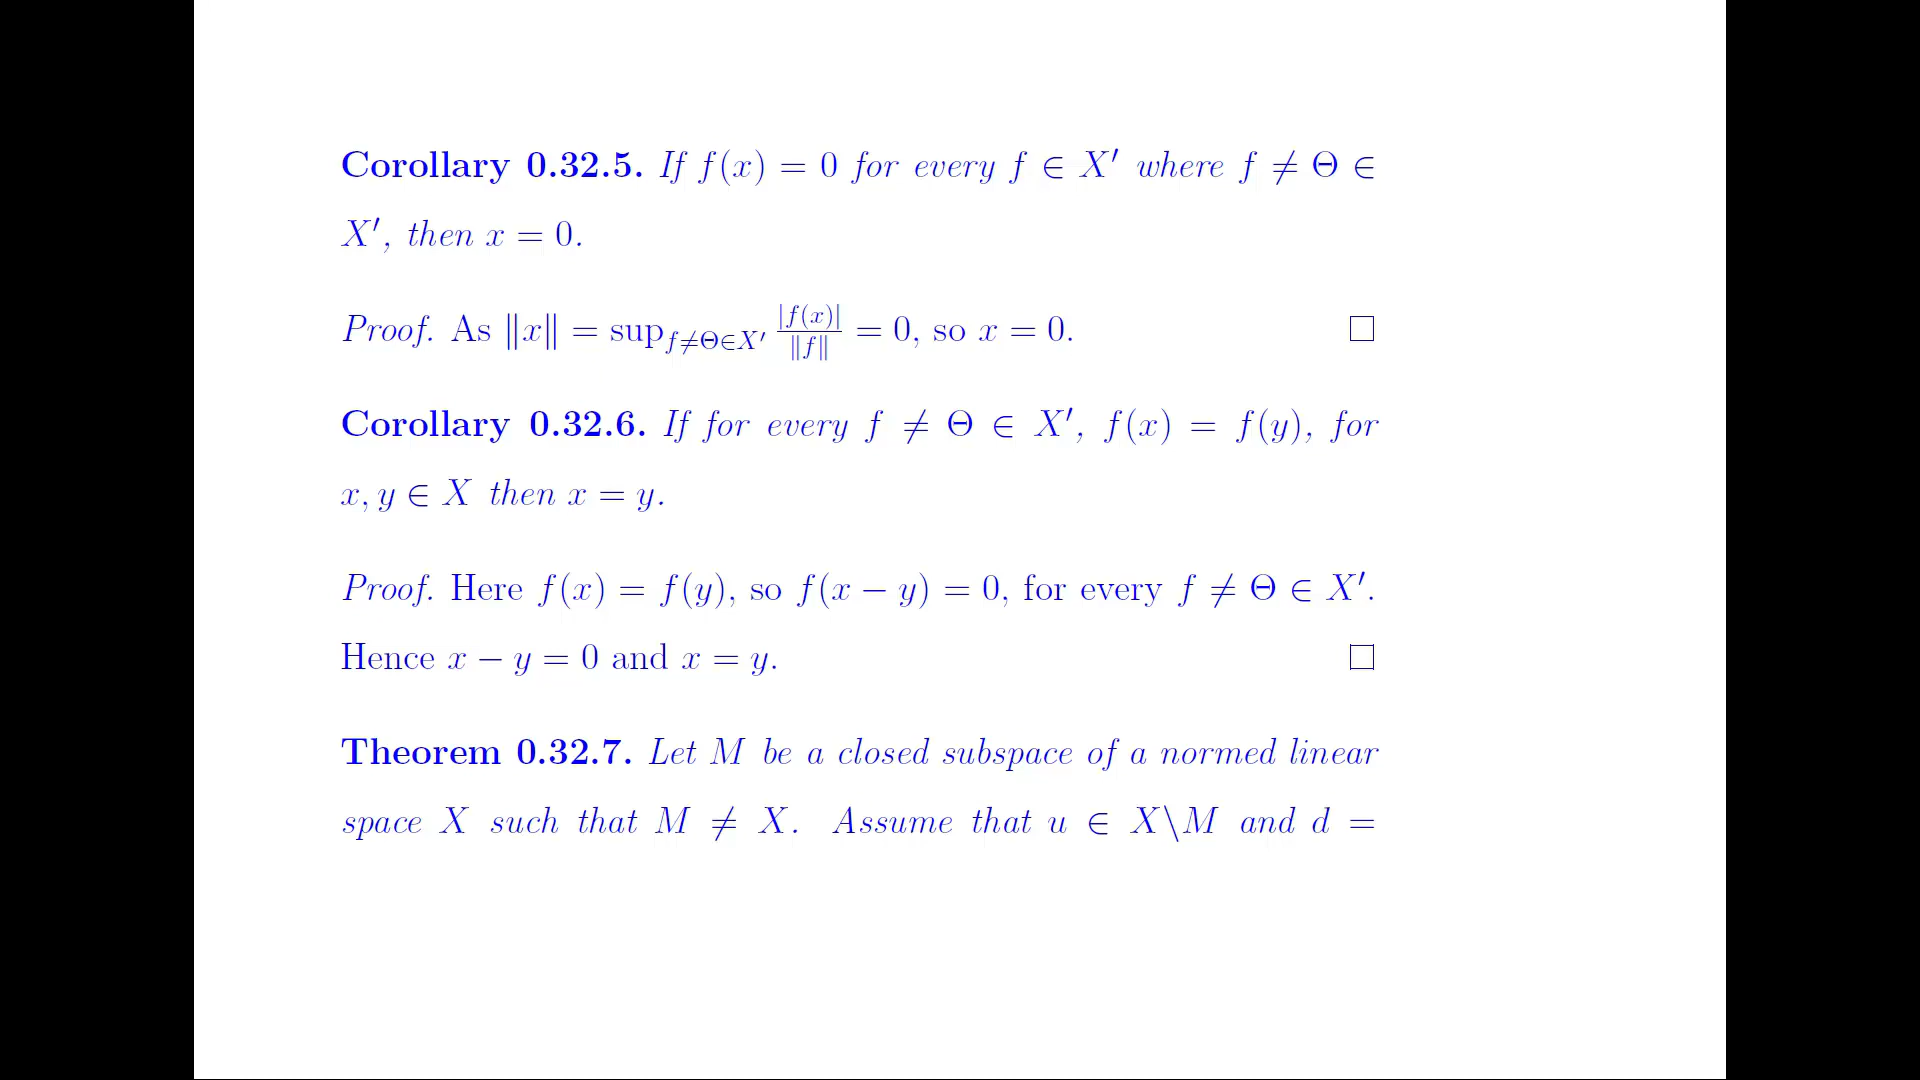 Corollary 0.32.5. If f(x) = 0 for every f ∈ X′ where f ≠ Θ ∈
X′, then x = 0.
Proof. As ‖x‖ = sup_{f≠Θ∈X′} |f(x)|/‖f‖ = 0, so x = 0. □
Corollary 0.32.6. If for every f ≠ Θ ∈ X′, f(x) = f(y), for
x, y ∈ X then x = y.
Proof. Here f(x) = f(y), so f(x − y) = 0, for every f ≠ Θ ∈ X′.
Hence x − y = 0 and x = y. □
Theorem 0.32.7. Let M be a closed subspace of a normed linear
space X such that M ≠ X. Assume that u ∈ X\M and d =